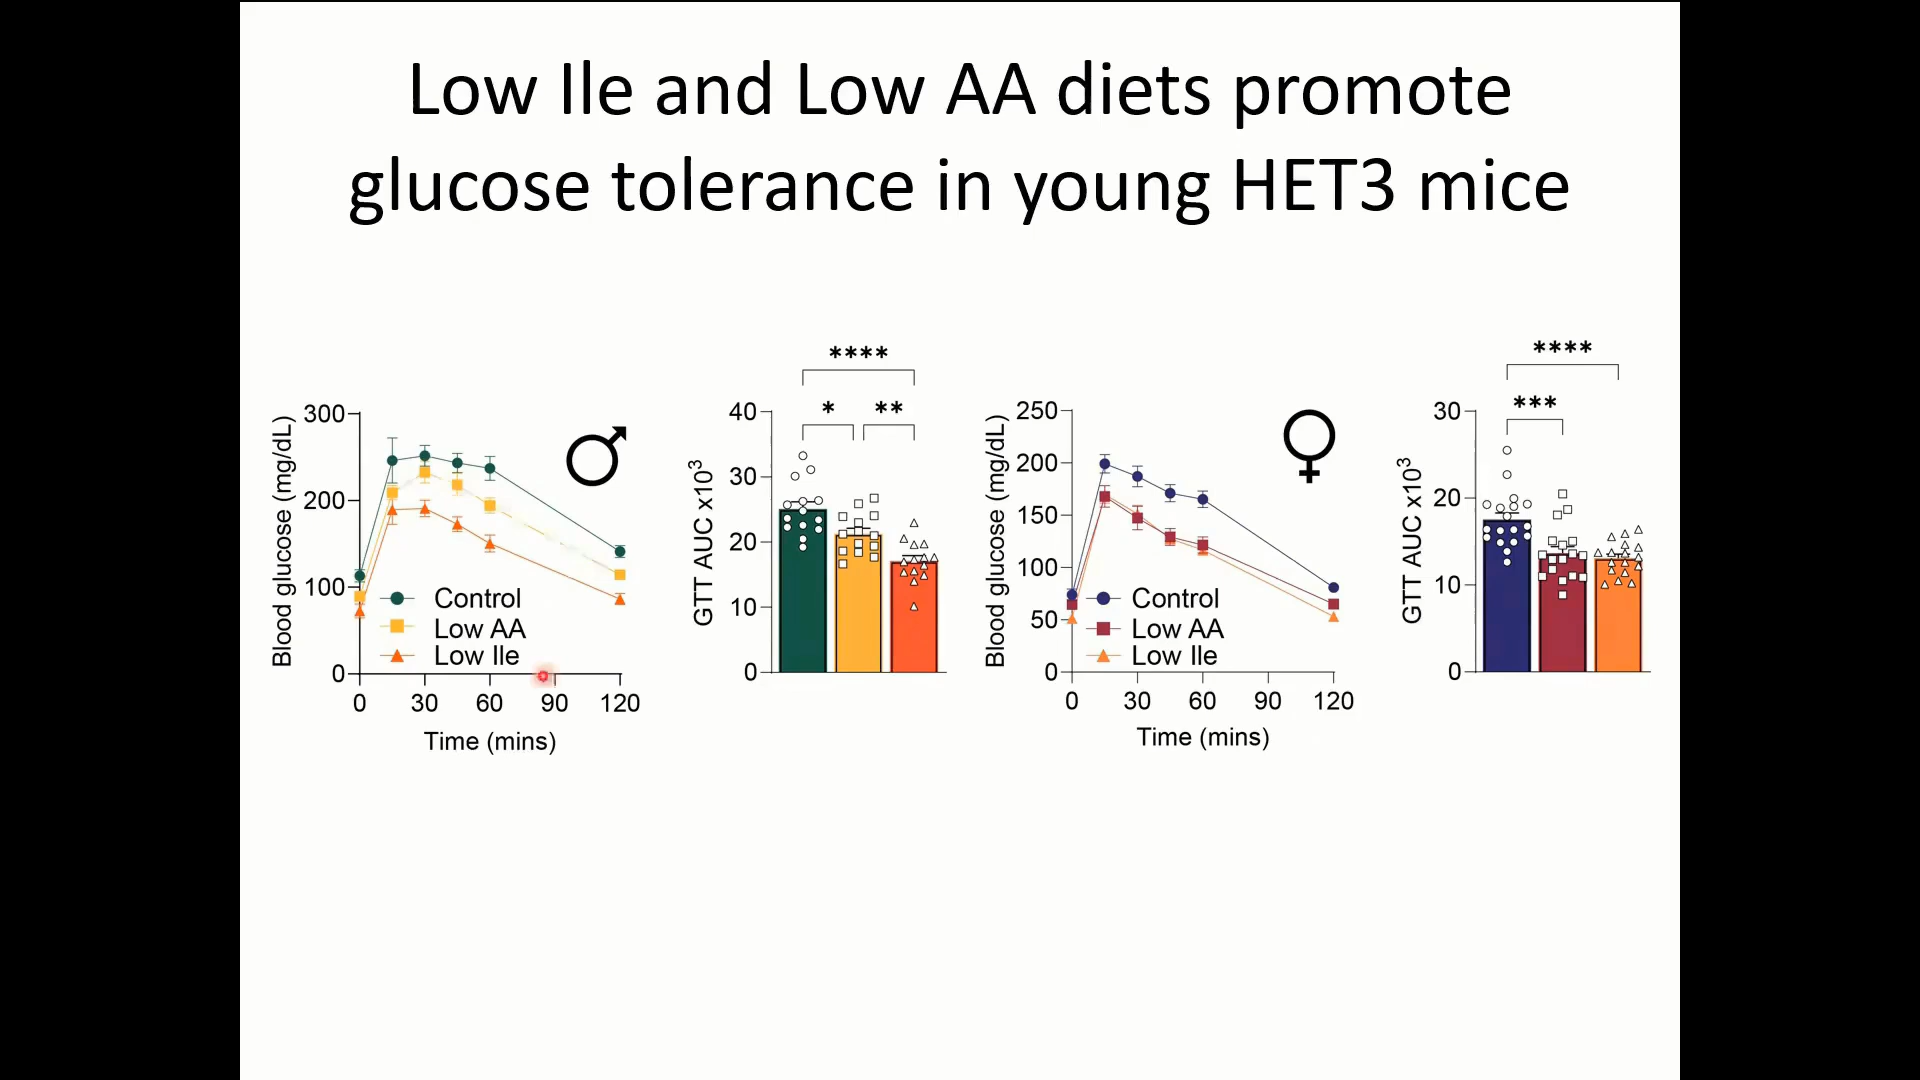 Low Ile and Low AA diets promote
glucose tolerance in young HET3 mice
Blood glucose (mg/dL)
300
200
100
0
Control
Low AA
Low Ile
0 30 60 90 120
Time (mins)
♂
GTT AUC x10³
40
30
20
10
0
****
* **
Blood glucose (mg/dL)
250
200
150
100
50
0
Control
Low AA
Low Ile
0 30 60 90 120
Time (mins)
♀
GTT AUC x10³
30
20
10
0
****
***